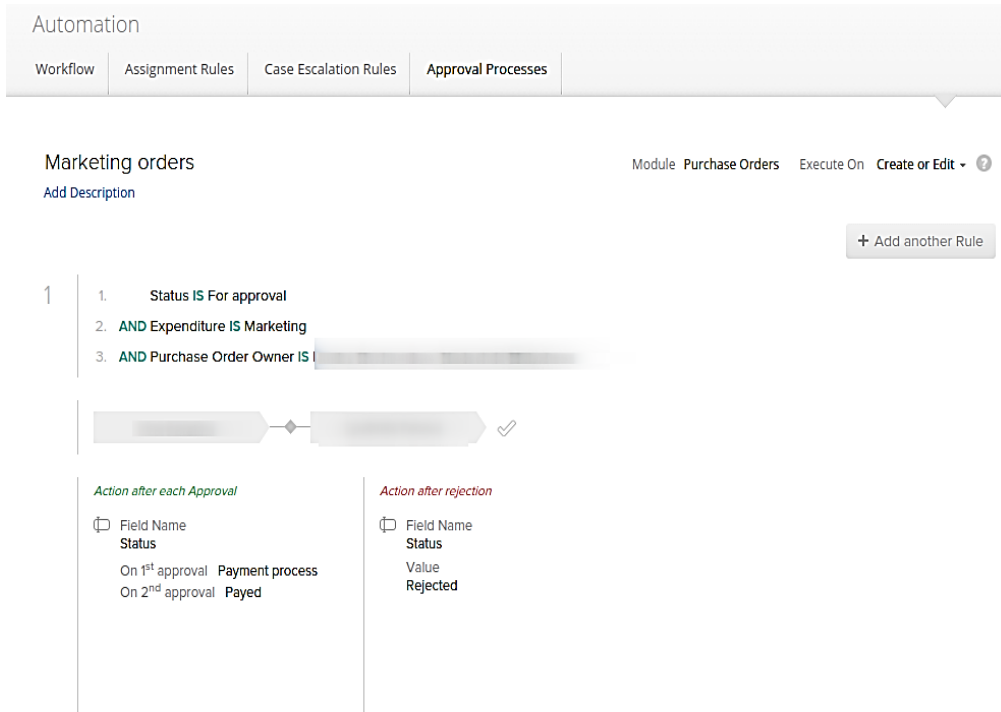 Automation
Workflow Assignment Rules Case Escalation Rules Approval Processes
Marketing orders Module Purchase Orders Execute On Create or Edit ?
Add Description
+ Add another Rule
1
1. Status IS For approval
2. AND Expenditure IS Marketing
3. AND Purchase Order Owner IS
Action after each Approval Action after rejection
Field Name Field Name
Status Status
On 1st approval Payment process Value
On 2nd approval Payed Rejected